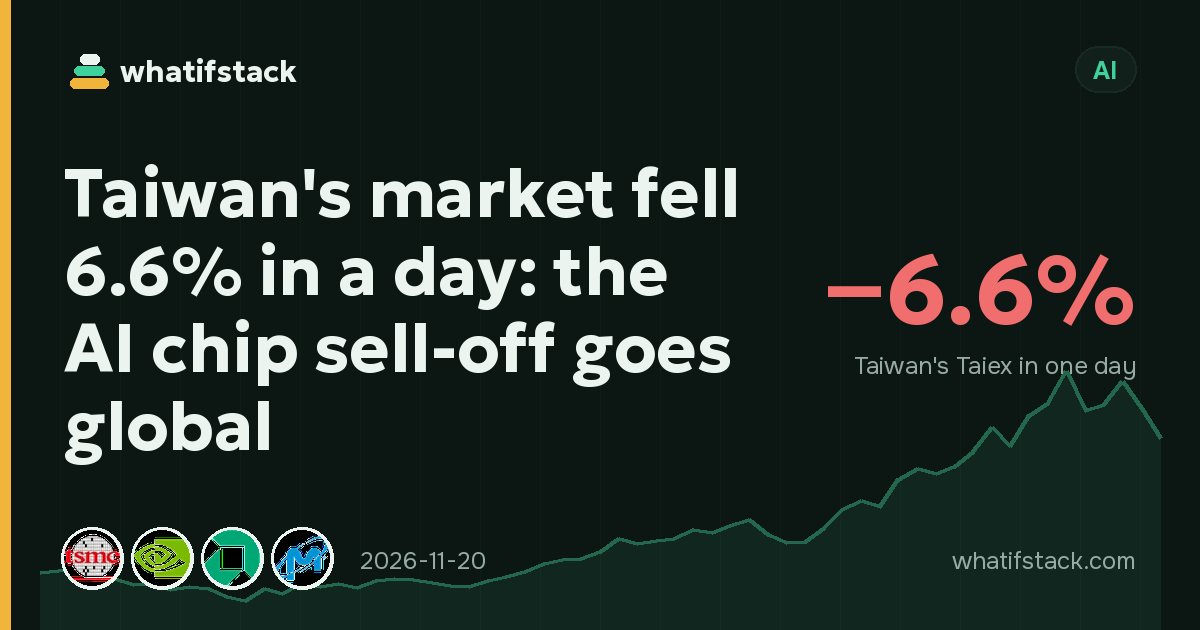 whatifstack
AI
Taiwan's market fell
6.6% in a day: the
AI chip sell-off goes
global
−6.6%
Taiwan's Taiex in one day
tsmc
2026-11-20
whatifstack.com